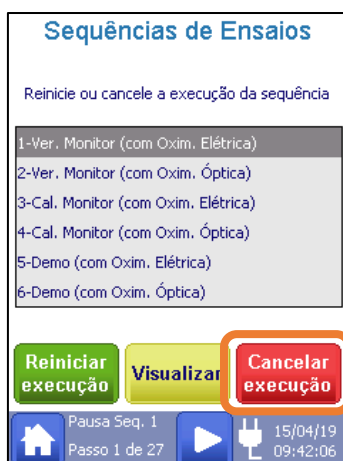 Sequências de Ensaios
Reinicie ou cancele a execução da sequência
1-Ver. Monitor (com Oxim. Elétrica)
2-Ver. Monitor (com Oxim. Óptica)
3-Cal. Monitor (com Oxim. Elétrica)
4-Cal. Monitor (com Oxim. Óptica)
5-Demo (com Oxim. Elétrica)
6-Demo (com Oxim. Óptica)
Reiniciar
execução
Visualizar
Cancelar
execução
Pausa Seq. 1
Passo 1 de 27
15/04/19
09:42:06